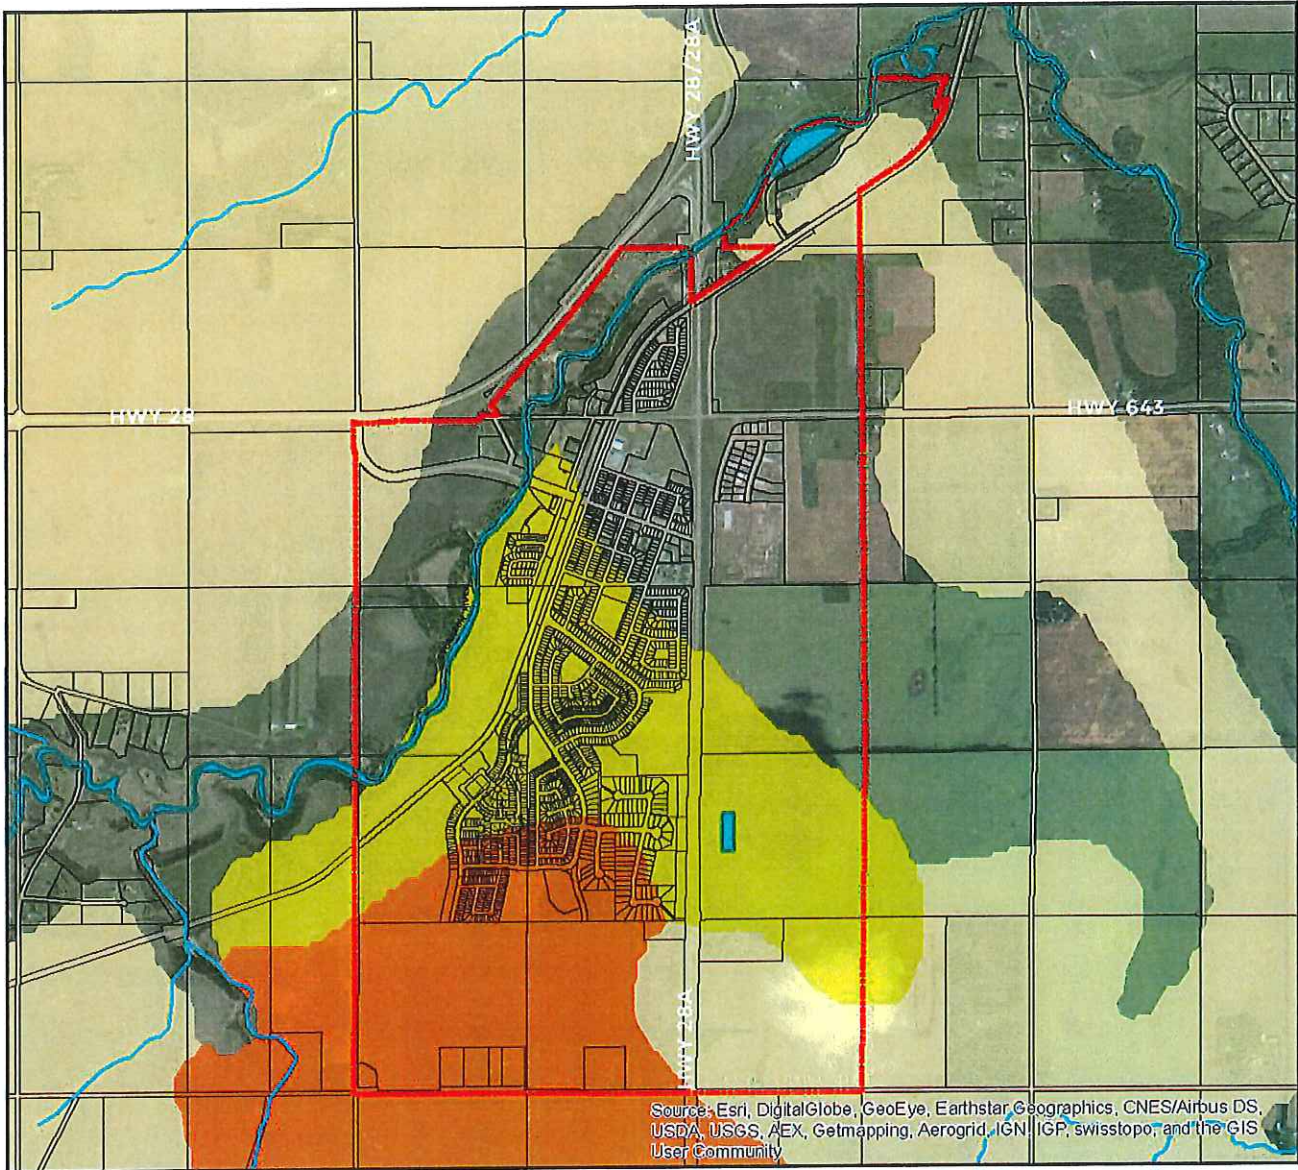 HWY 28/28A
HWY 28
HWY 643
HWY 28A
Source: Esri, DigitalGlobe, GeoEye, Earthstar Geographics, CNES/Airbus DS,
USDA, USGS, AEX, Getmapping, Aerogrid, IGN, IGP, swisstopo, and the GIS
User Community